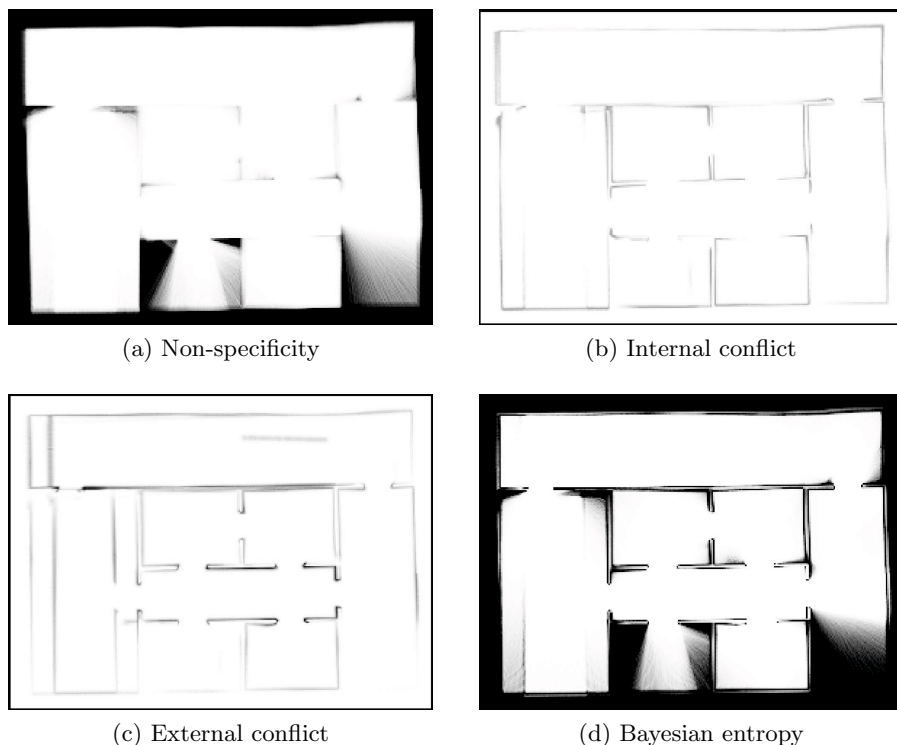 (a) Non-specificity
(b) Internal conflict
(c) External conflict
(d) Bayesian entropy